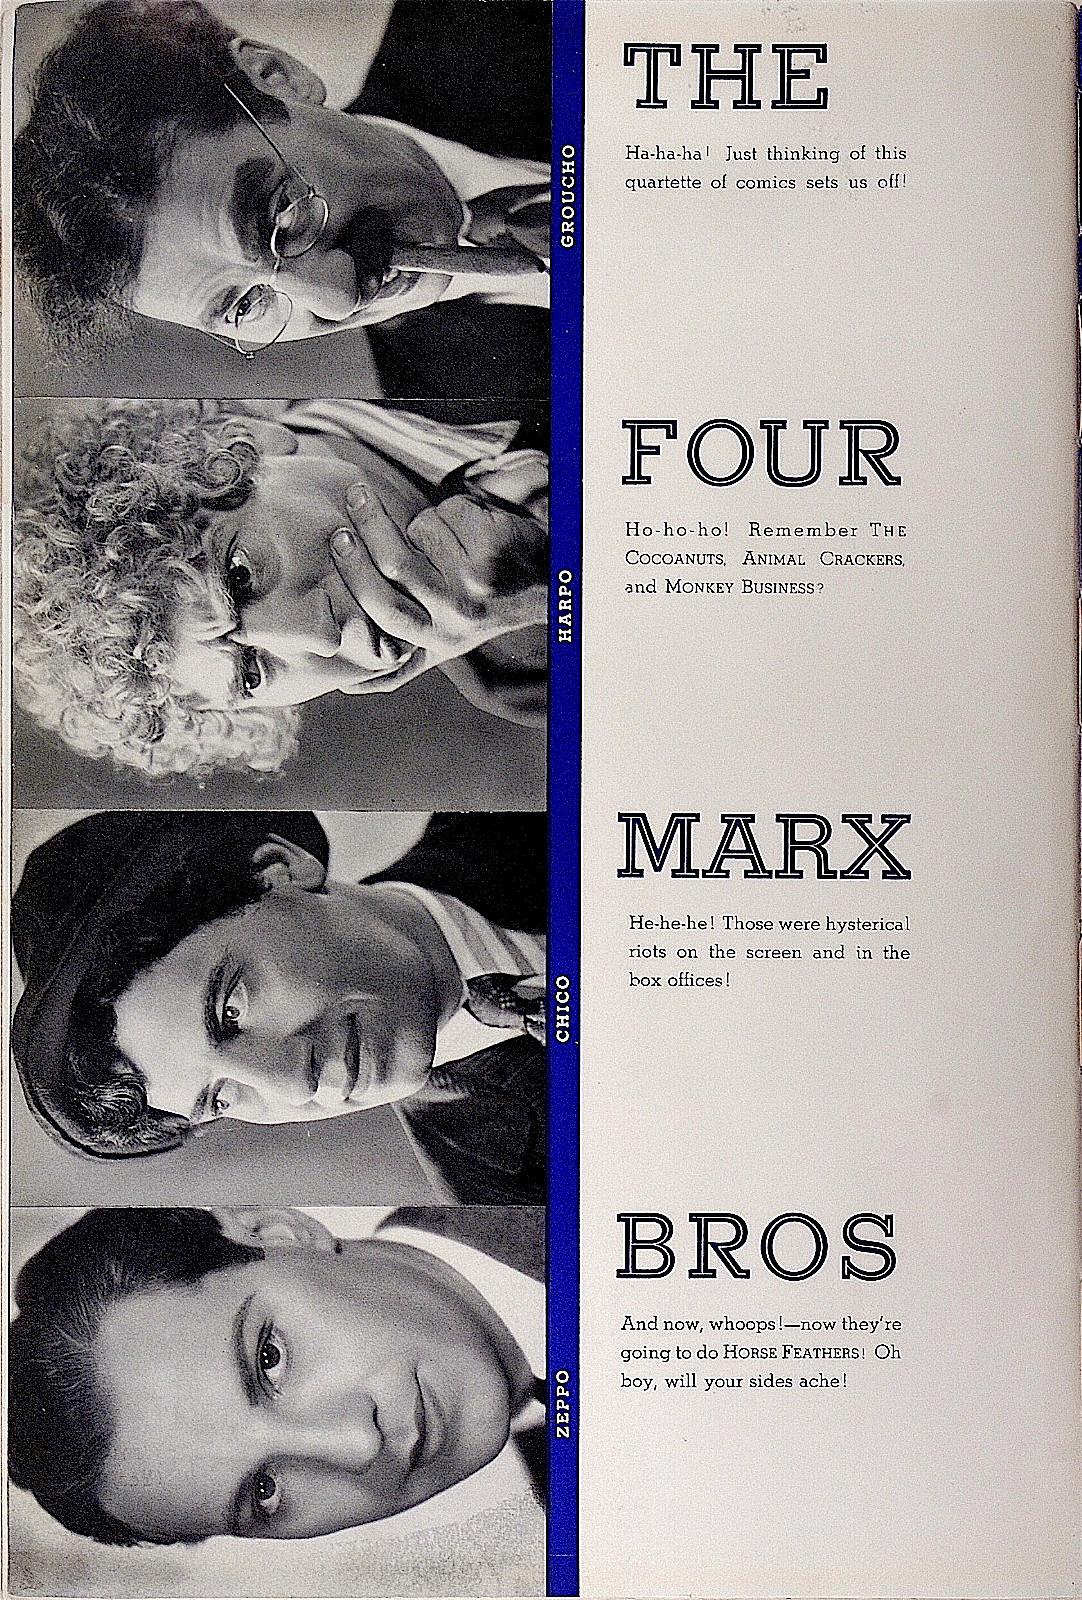 THE
Ha-ha-ha! Just thinking of this
quartette of comics sets us off!
GROUCHO
FOUR
Ho-ho-ho! Remember THE
COCOANUTS, ANIMAL CRACKERS,
and MONKEY BUSINESS?
HARPO
MARX
He-he-he! Those were hysterical
riots on the screen and in the
box offices!
CHICO
BROS
And now, whoops!—now they're
going to do HORSE FEATHERS! Oh
boy, will your sides ache!
ZEPPO